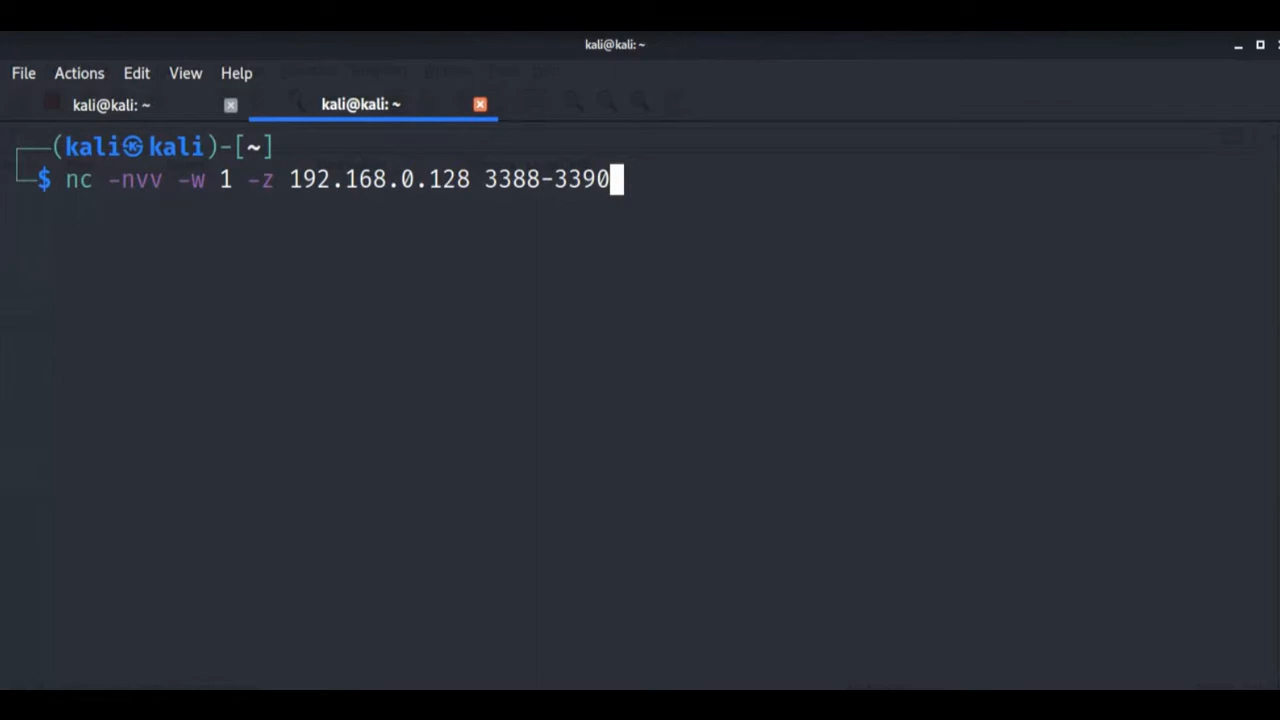 kali@kali: ~
File Actions Edit View Help
kali@kali: ~ kali@kali: ~
(kali㉿kali)-[~]
$ nc -nvv -w 1 -z 192.168.0.128 3388-3390